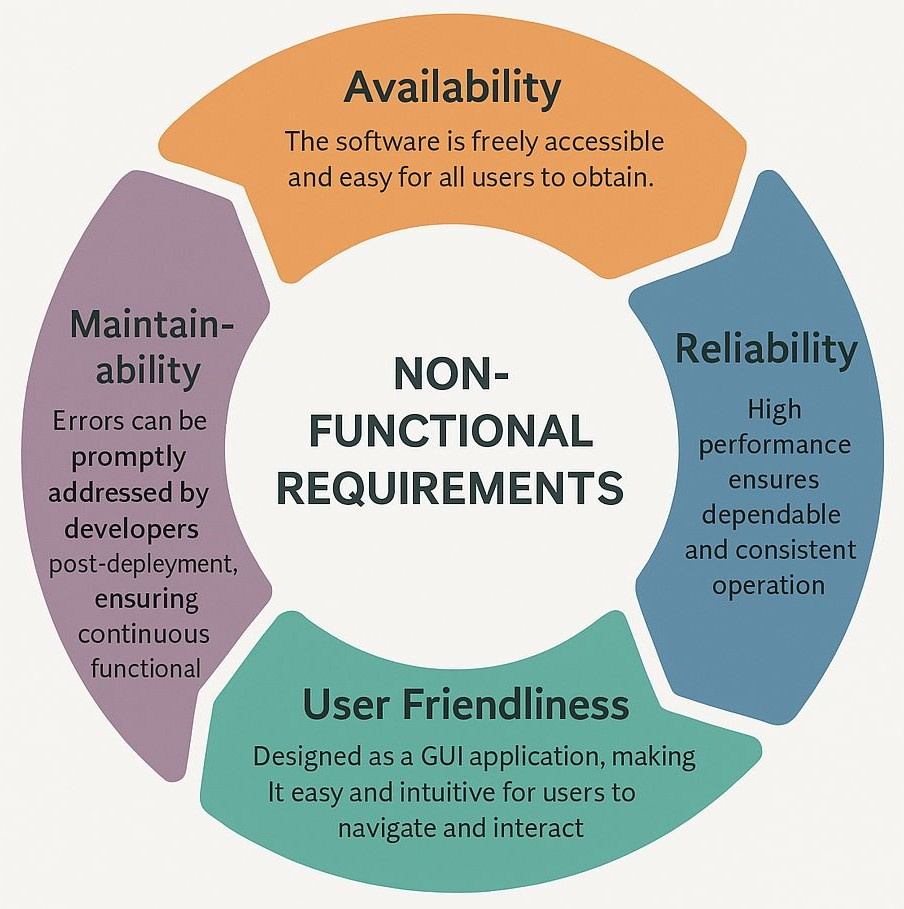 Availability
The software is freely accessible
and easy for all users to obtain.
Reliability
High
performance
ensures
dependable
and consistent
operation
User Friendliness
Designed as a GUI application, making
It easy and intuitive for users to
navigate and interact
Maintain-
ability
Errors can be
promptly
addressed by
developers
post-deployment,
ensuring
continuous
functional
NON-
FUNCTIONAL
REQUIREMENTS